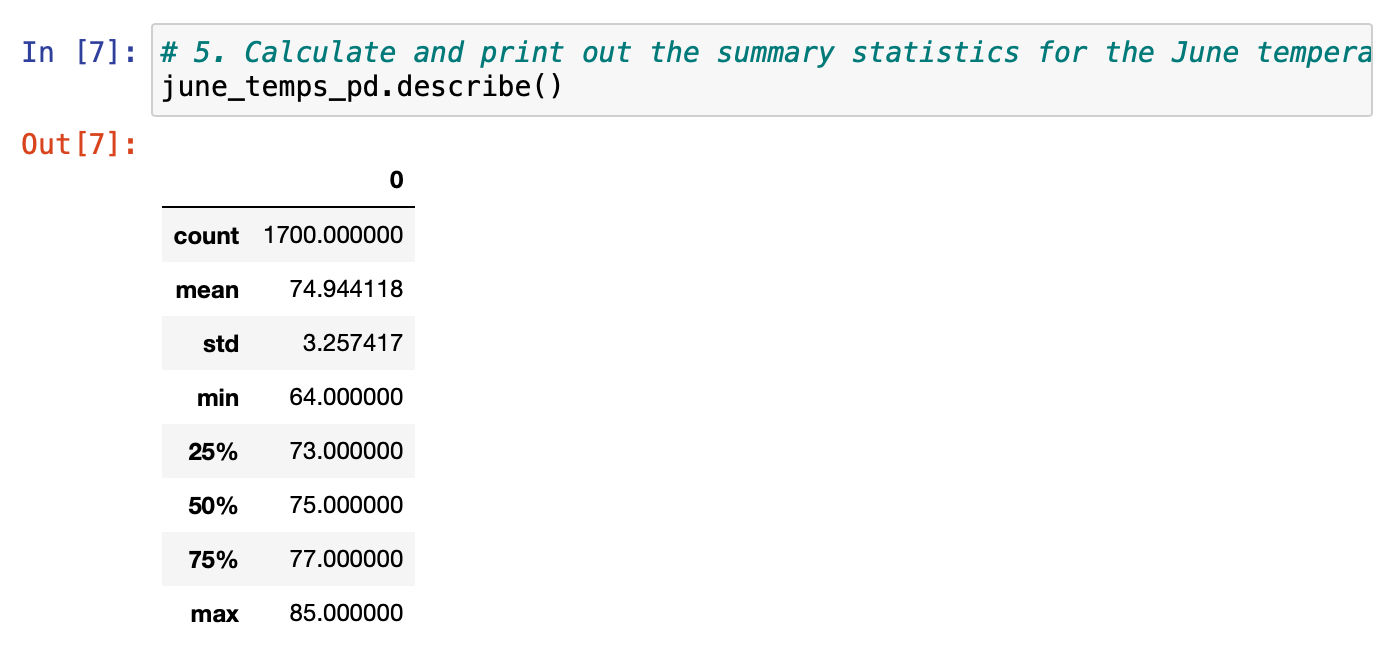 In [7]: # 5. Calculate and print out the summary statistics for the June tempera
june_temps_pd.describe()
Out[7]:
0
count 1700.000000
mean 74.944118
std 3.257417
min 64.000000
25% 73.000000
50% 75.000000
75% 77.000000
max 85.000000